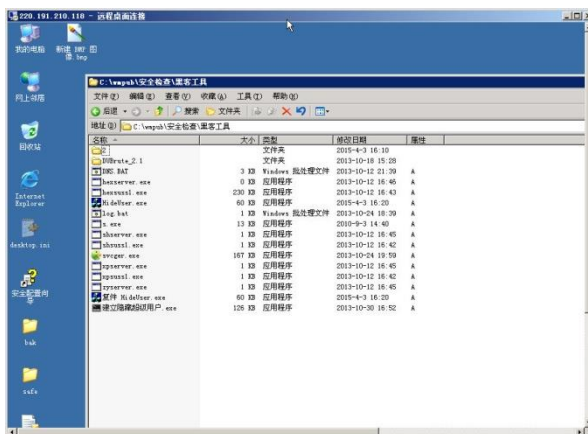 220.191.210.118 - 远程桌面连接
我的电脑
新建 BMP 图像.bmp
网上邻居
回收站
Internet Explorer
desktop.ini
安全配置向导
bak
safe
C:\wmpub\安全检查\黑客工具
文件(F) 编辑(E) 查看(V) 收藏(A) 工具(T) 帮助(H)
后退 搜索 文件夹
地址(D) C:\wmpub\安全检查\黑客工具
名称 大小 类型 修改日期 属性
2 文件夹 2015-4-3 16:10
DUBrute_2.1 文件夹 2013-10-18 15:28
DNS.BAT 3 KB Windows 批处理文件 2013-10-12 21:39 A
hexserver.exe 0 KB 应用程序 2013-10-12 16:46 A
hexsussl.exe 230 KB 应用程序 2013-10-12 16:43 A
HideUser.exe 60 KB 应用程序 2015-4-3 16:20 A
log.bat 1 KB Windows 批处理文件 2013-10-24 18:39 A
s.exe 13 KB 应用程序 2010-9-3 14:40 A
shserver.exe 1 KB 应用程序 2013-10-12 16:45 A
shsussl.exe 1 KB 应用程序 2013-10-12 16:42 A
svcger.exe 167 KB 应用程序 2013-10-24 19:59 A
xpserver.exe 1 KB 应用程序 2013-10-12 16:45 A
xpsussl.exe 1 KB 应用程序 2013-10-12 16:42 A
zyserver.exe 1 KB 应用程序 2013-10-12 16:45 A
复件 HideUser.exe 60 KB 应用程序 2015-4-3 16:20 A
建立隐藏超级用户.exe 126 KB 应用程序 2013-10-30 16:52 A